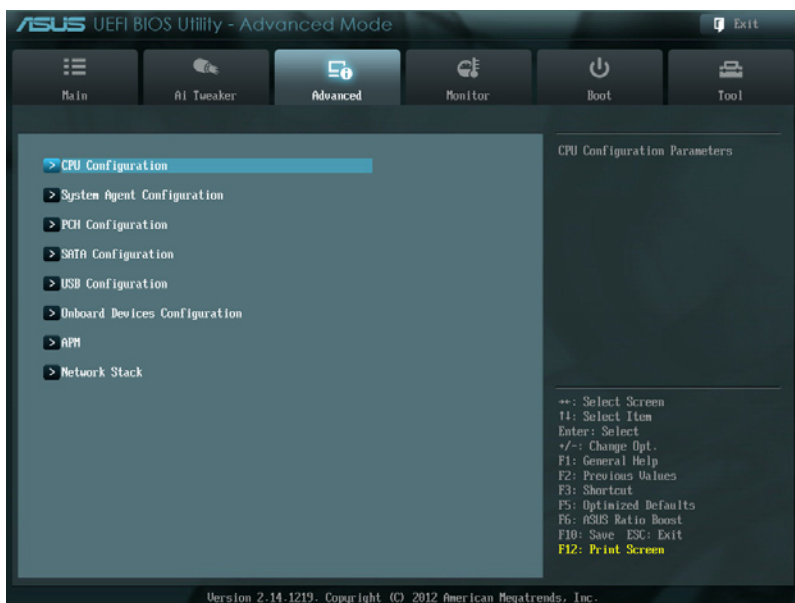 ASUS UEFI BIOS Utility - Advanced Mode
Exit
Main
Ai Tweaker
Advanced
Monitor
Boot
Tool
> CPU Configuration
> System Agent Configuration
> PCH Configuration
> SATA Configuration
> USB Configuration
> Onboard Devices Configuration
> APM
> Network Stack
CPU Configuration Parameters
→←: Select Screen
↑↓: Select Item
Enter: Select
+/-: Change Opt.
F1: General Help
F2: Previous Values
F3: Shortcut
F5: Optimized Defaults
F6: ASUS Ratio Boost
F10: Save ESC: Exit
F12: Print Screen
Version 2.14.1219. Copyright (C) 2012 American Megatrends, Inc.